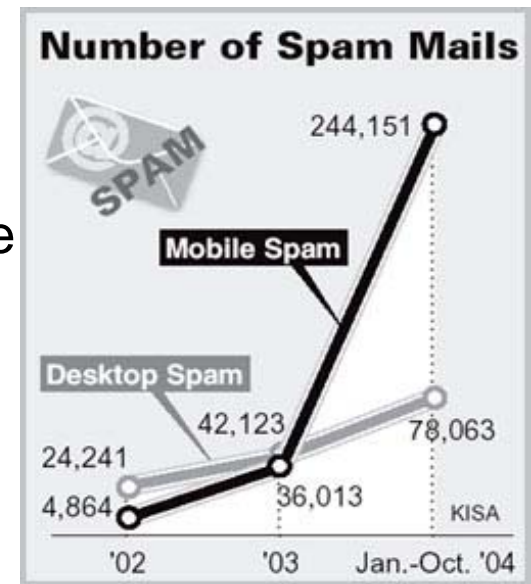 Number of Spam Mails
SPAM
244,151
e
Mobile Spam
Desktop Spam
42,123
78,063
24,241
4,864
36,013
KISA
'02 '03 Jan.-Oct. '04